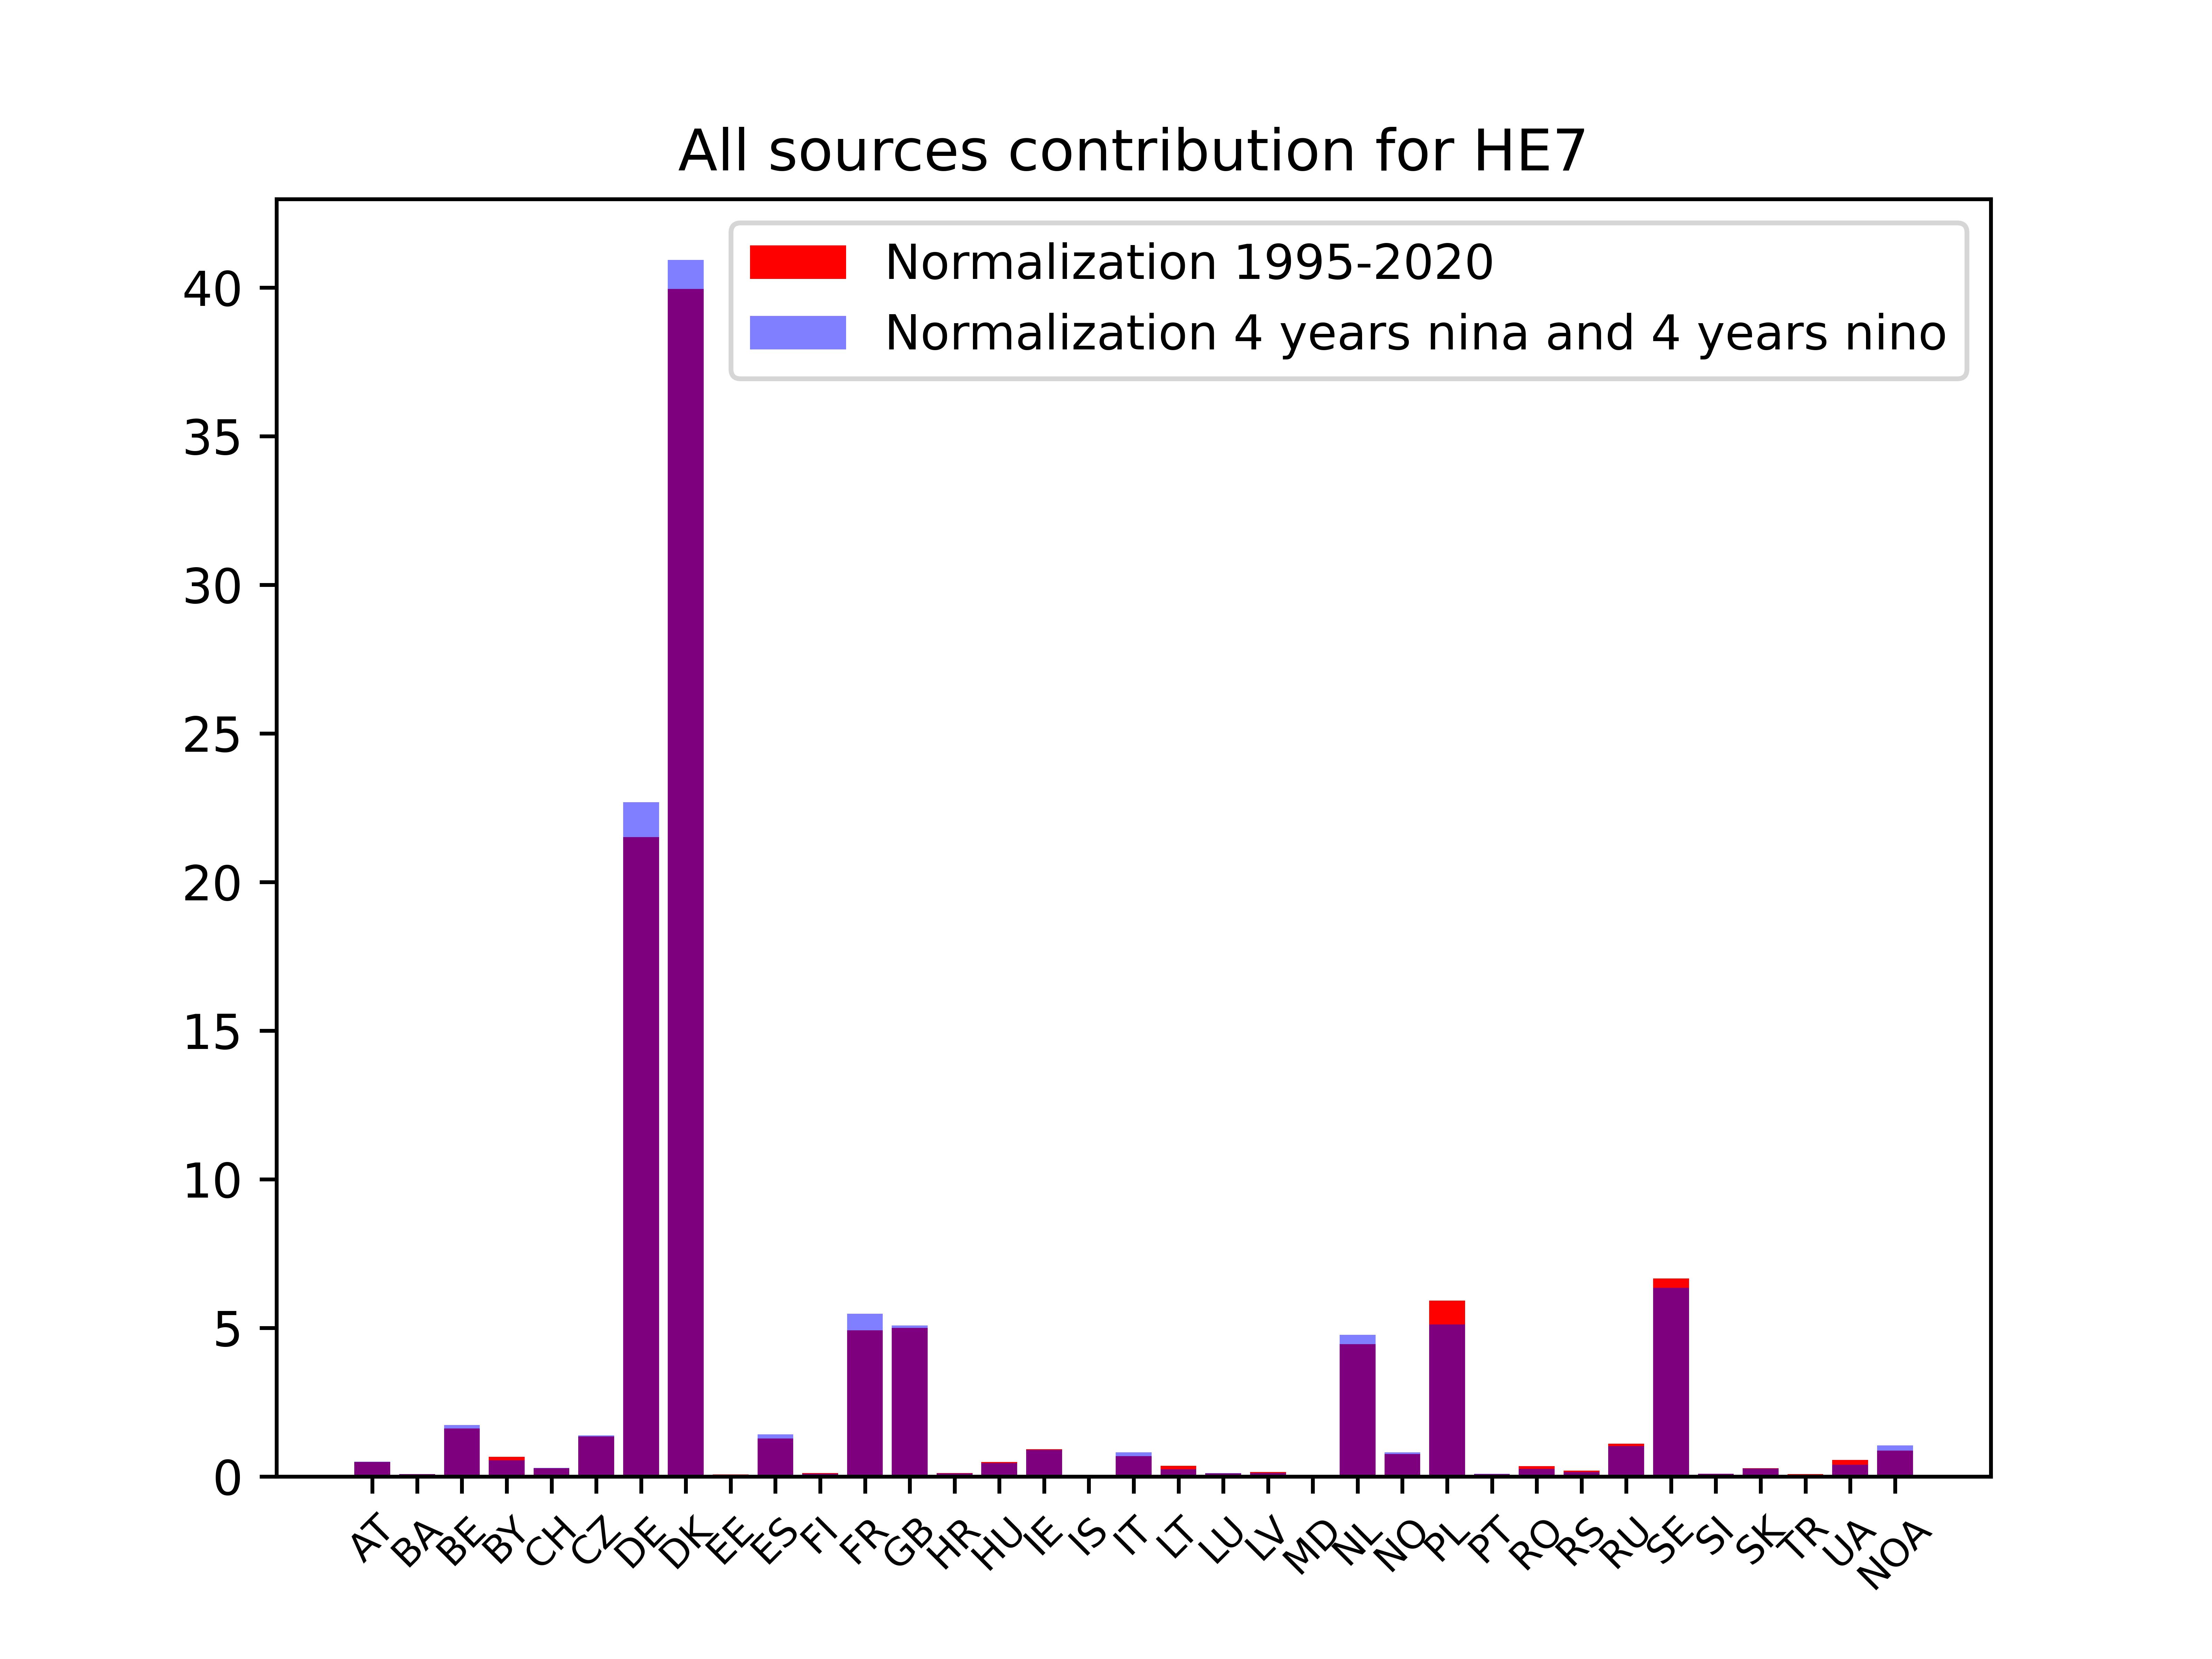 All sources contribution for HE7
Normalization 1995-2020
Normalization 4 years nina and 4 years nino
40
35
30
25
20
15
10
5
0
AT BA BE BY CH CZ DE DK EE ES FI FR GB HR HU IE IS IT LT LU LV MD NL NO PL PT RO RS RU SE SI SK TR UA NOA